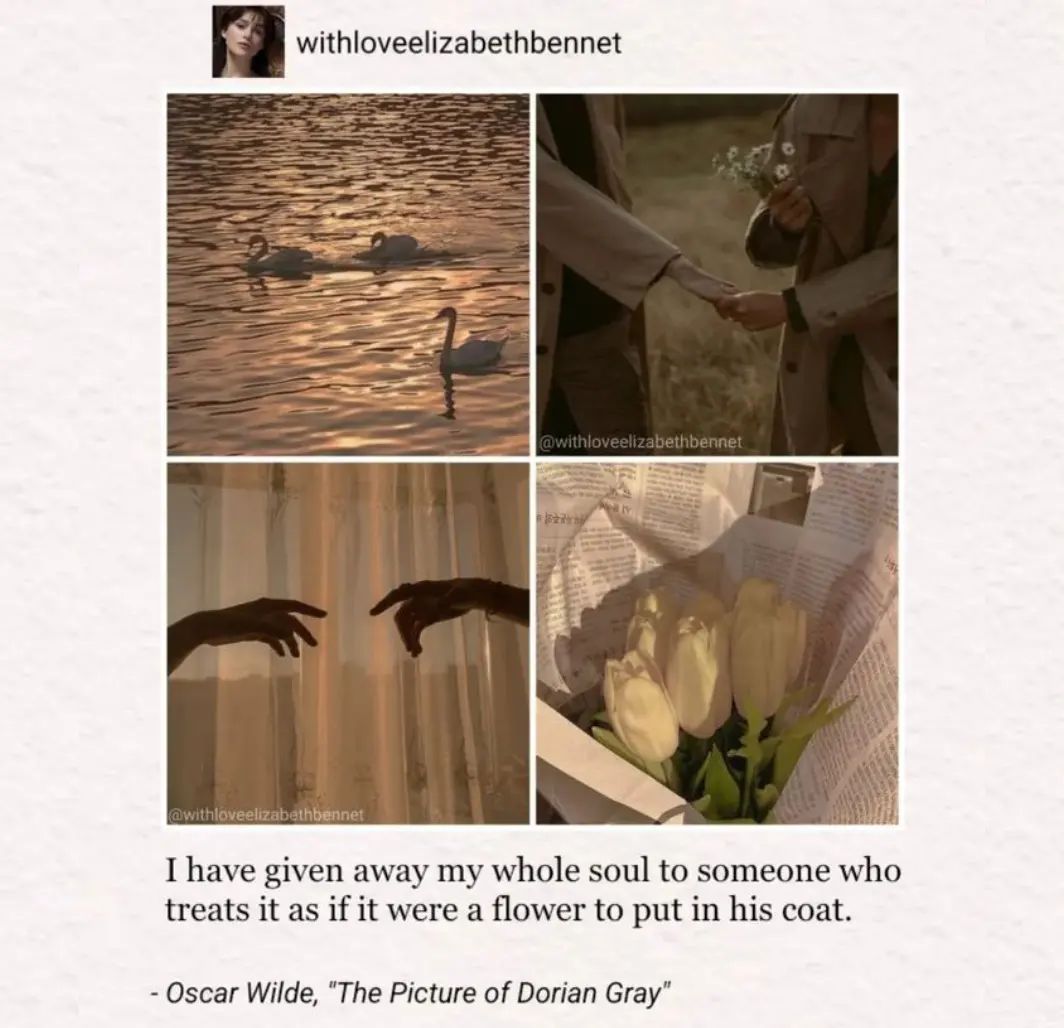 withloveelizabethbennet
@withloveelizabethbennet
@withloveelizabethbennet
I have given away my whole soul to someone who
treats it as if it were a flower to put in his coat.
- Oscar Wilde, "The Picture of Dorian Gray"